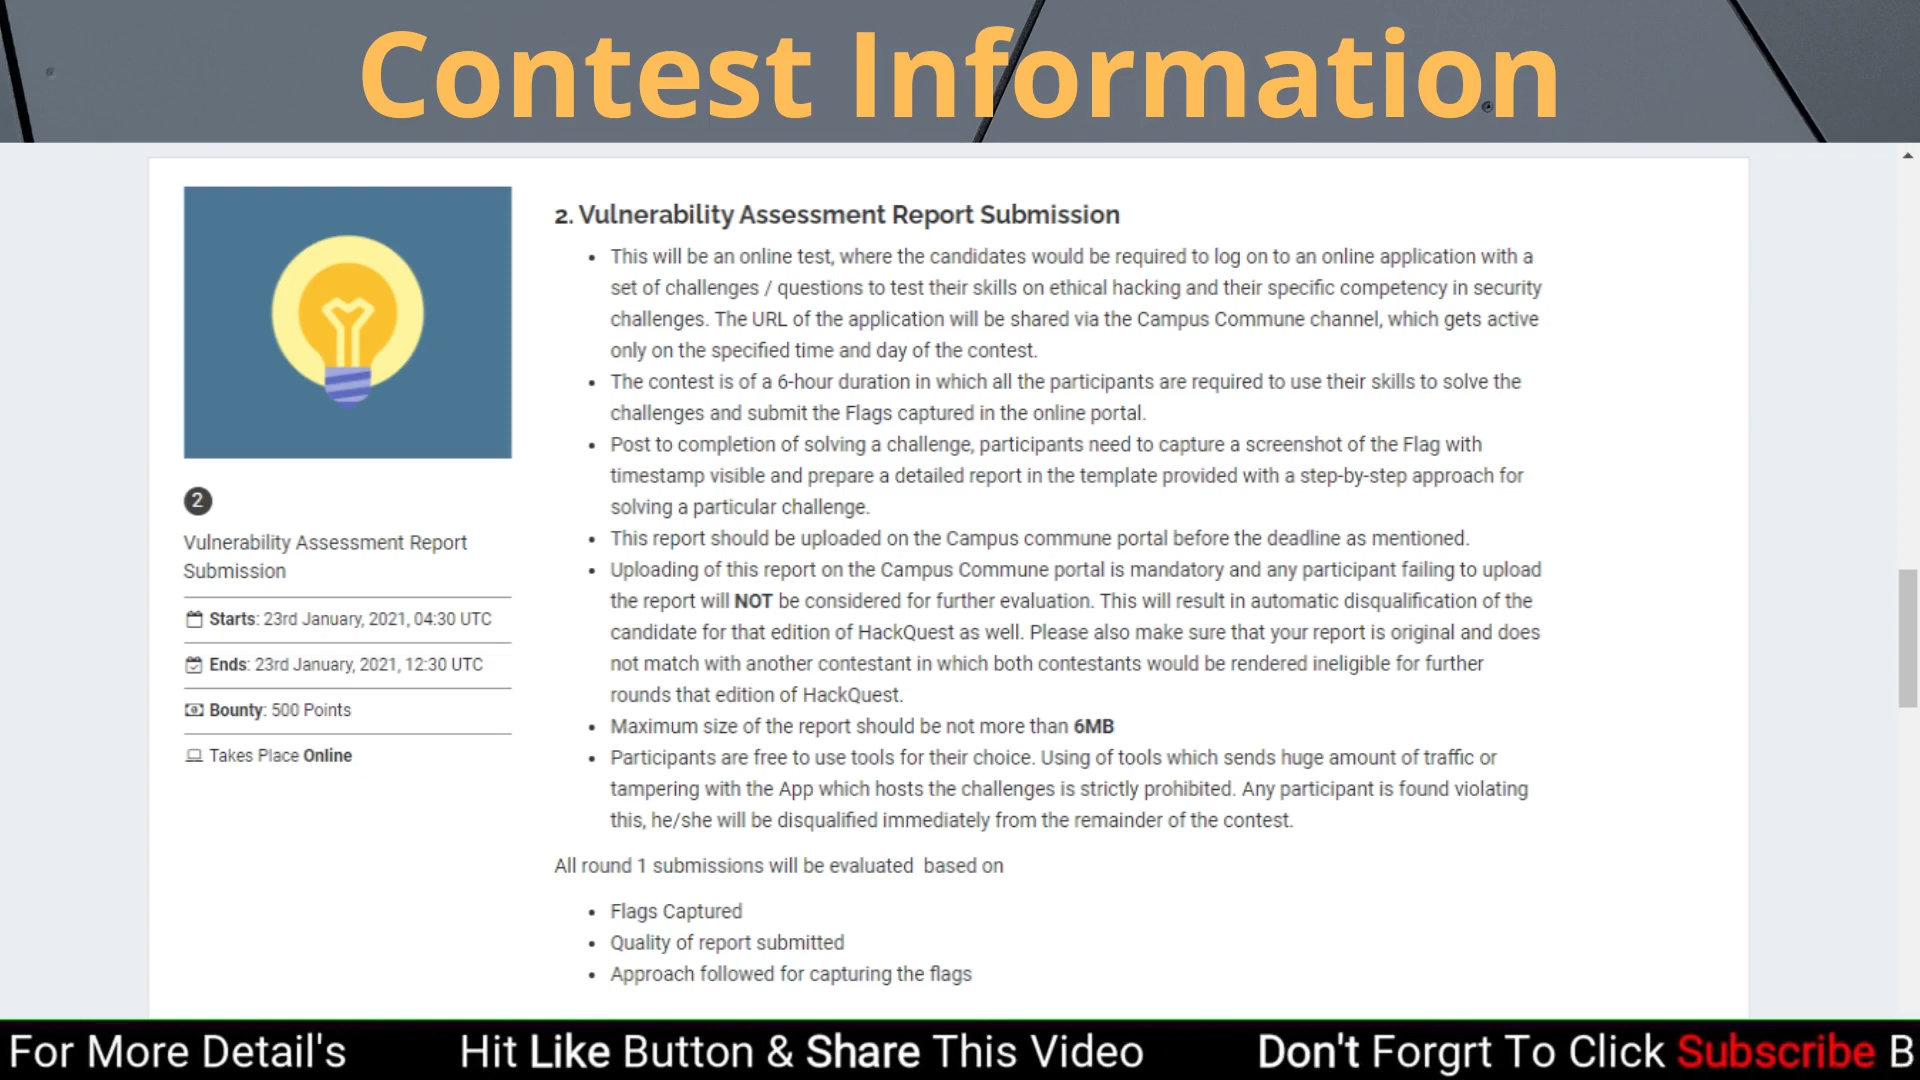 Contest Information
2. Vulnerability Assessment Report Submission
• This will be an online test, where the candidates would be required to log on to an online application with a
set of challenges / questions to test their skills on ethical hacking and their specific competency in security
challenges. The URL of the application will be shared via the Campus Commune channel, which gets active
only on the specified time and day of the contest.
• The contest is of a 6-hour duration in which all the participants are required to use their skills to solve the
challenges and submit the Flags captured in the online portal.
• Post to completion of solving a challenge, participants need to capture a screenshot of the Flag with
timestamp visible and prepare a detailed report in the template provided with a step-by-step approach for
solving a particular challenge.
• This report should be uploaded on the Campus commune portal before the deadline as mentioned.
• Uploading of this report on the Campus Commune portal is mandatory and any participant failing to upload
the report will NOT be considered for further evaluation. This will result in automatic disqualification of the
candidate for that edition of HackQuest as well. Please also make sure that your report is original and does
not match with another contestant in which both contestants would be rendered ineligible for further
rounds that edition of HackQuest.
• Maximum size of the report should be not more than 6MB
• Participants are free to use tools for their choice. Using of tools which sends huge amount of traffic or
tampering with the App which hosts the challenges is strictly prohibited. Any participant is found violating
this, he/she will be disqualified immediately from the remainder of the contest.
All round 1 submissions will be evaluated based on
• Flags Captured
• Quality of report submitted
• Approach followed for capturing the flags
2
Vulnerability Assessment Report
Submission
Starts: 23rd January, 2021, 04:30 UTC
Ends: 23rd January, 2021, 12:30 UTC
Bounty: 500 Points
Takes Place Online
For More Detail's Hit Like Button & Share This Video Don't Forgrt To Click Subscribe B